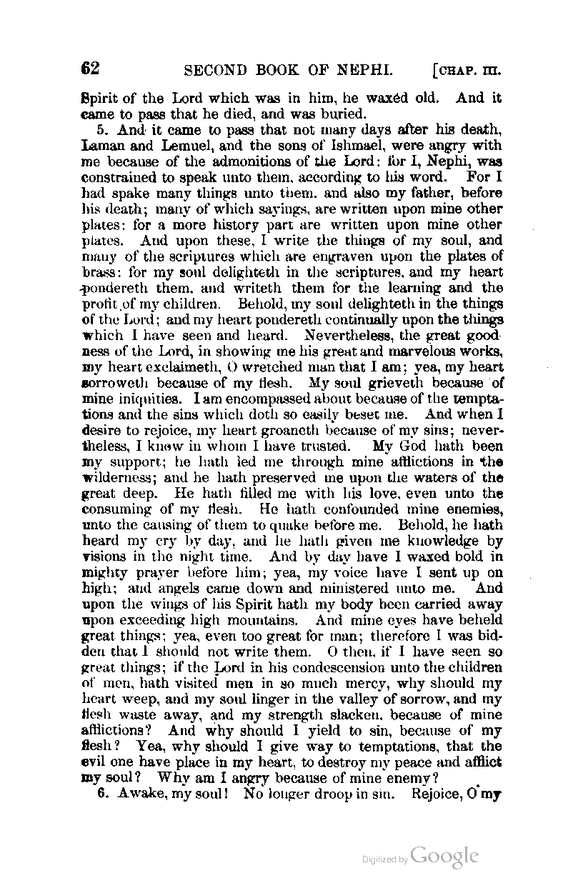 62 SECOND BOOK OF NEPHI. [CHAP. III.
Spirit of the Lord which was in him, he waxed old. And it
came to pass that he died, and was buried.
5. And it came to pass that not many days after his death,
Laman and Lemuel, and the sons of Ishmael, were angry with
me because of the admonitions of the Lord: for I, Nephi, was
constrained to speak unto them, according to his word. For I
had spake many things unto them. and also my father, before
his death; many of which sayings, are written upon mine other
plates: for a more history part are written upon mine other
plates. And upon these, I write the things of my soul, and
many of the scriptures which are engraven upon the plates of
brass: for my soul delighteth in the scriptures. and my heart
pondereth them. and writeth them for the learning and the
profit of my children. Behold, my soul delighteth in the things
of the Lord; and my heart pondereth continually upon the things
which I have seen and heard. Nevertheless, the great good
ness of the Lord, in showing me his great and marvelous works,
my heart exclaimeth, O wretched man that I am; yea, my heart
sorroweth because of my flesh. My soul grieveth because of
mine iniquities. I am encompassed about because of the tempta-
tions and the sins which doth so easily beset me. And when I
desire to rejoice, my heart groaneth because of my sins; never-
theless, I know in whom I have trusted. My God hath been
my support; he hath led me through mine afflictions in the
wilderness; and he hath preserved me upon the waters of the
great deep. He hath filled me with his love, even unto the
consuming of my flesh. He hath confounded mine enemies,
unto the causing of them to quake before me. Behold, he hath
heard my cry by day, and he hath given me knowledge by
visions in the night time. And by day have I waxed bold in
mighty prayer before him; yea, my voice have I sent up on
high; and angels came down and ministered unto me. And
upon the wings of his Spirit hath my body been carried away
upon exceeding high mountains. And mine eyes have beheld
great things; yea, even too great for man; therefore I was bid-
den that I should not write them. O then, if I have seen so
great things; if the Lord in his condescension unto the children
of men, hath visited men in so much mercy, why should my
heart weep, and my soul linger in the valley of sorrow, and my
flesh waste away, and my strength slacken. because of mine
afflictions? And why should I yield to sin, because of my
flesh? Yea, why should I give way to temptations, that the
evil one have place in my heart, to destroy my peace and afflict
my soul? Why am I angry because of mine enemy?
6. Awake, my soul! No longer droop in sin. Rejoice, O my
Digitized by Google